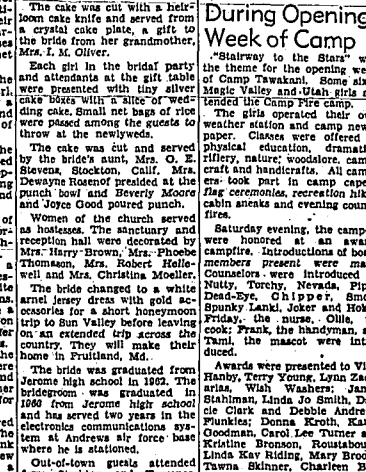 The cake was cut with a heir-
loom cake knife and served from
a crystal cake plate, a gift to
the bride from her grandmother,
Mrs. I. M. Oliver.
Each girl in the bridal party
and attendants at the gift table
were presented with tiny silver
cake boxes with a slice of wed-
ding cake. Small net bags of rice
were passed among the guests to
throw at the newlyweds.
The cake was cut and served
by the bride's aunt, Mrs. O. E.
Stevens, Stockton, Calif. Mrs.
Dewayne Rosenof presided at the
punch bowl and Beverly Moore
and Joyce Good poured punch.
Women of the church served
as hostesses. The sanctuary and
reception hall were decorated by
Mrs. Harry Brown, Mrs. Phoebe
Thomason, Mrs. Robert Hollo-
well and Mrs. Christina Moeller.
The bride changed to a white
arnel jersey dress with gold ac-
cessories for a short honeymoon
trip to Sun Valley before leaving
on an extended trip across the
country. They will make their
home in Fruitland, Md.
The bride was graduated from
Jerome high school in 1962. The
bridegroom was graduated in
1960 from Jerome high school
and has served two years in the
electronics communications sys-
tem at Andrews air force base
where he is stationed.
Out-of-town guests attended
During Opening
Week of Camp
"Stairway to the Stars" w
the theme for the opening wee
of Camp Tawakani. Some six
Magic Valley and Utah girls
tended the Camp Fire camp.
The girls operated their o
weather station and camp new
paper. Classes were offered
physical education, dramati
riflery, nature, woodslore, cam
craft and handicrafts. All cam
ers took part in camp cape
flag ceremonies, recreation hik
cabin sneaks and evening coun
fires.
Saturday evening, the camp
were honored at an awa
campfire. Introductions of boa
members present were ma
Counselors were introduced
Nutty, Torchy, Nevada, Pip
Dead-Eye, Chipper, Smo
Spunky, Lanki, Joker and Hok
Friday, the nurse, Ollie,
cook; Frank, the handyman, a
Tami, the mascot were int
duced.
Awards were presented to Vi
Hanby, Terry Young, Lynn Zac
arias, Wish Washers; Jan
Stahlman, Linda Jo Smith, D
cie Clark and Debbie Andre
Plunkies; Donna Kroth, Ka
Goodman, Carol Lee Turner a
Kristine Bronson, Roustabou
Linda Kay Riding, Mary Bro
Tawna Skinner, Charleen B